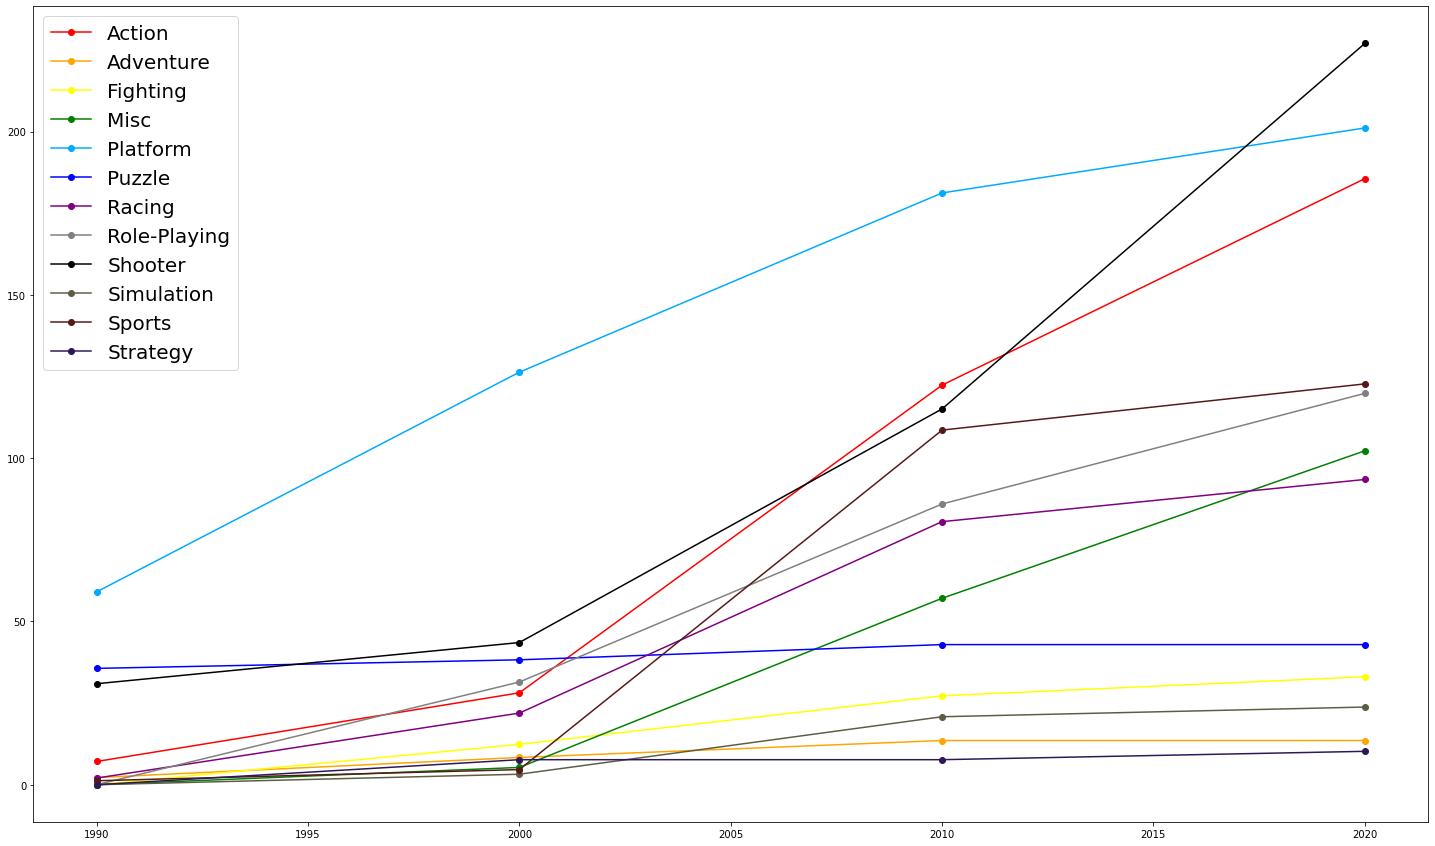 Action
Adventure
Fighting
Misc
Platform
Puzzle
Racing
Role-Playing
Shooter
Simulation
Sports
Strategy
200
150
100
50
0
1990
1995
2000
2005
2010
2015
2020